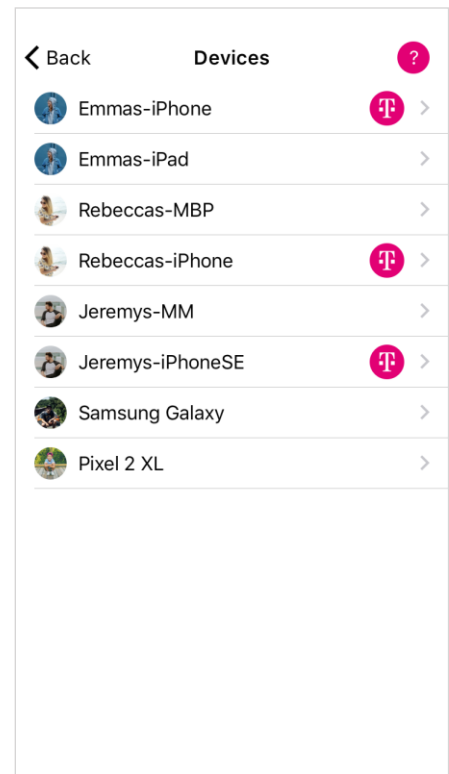 Back Devices ?
Emmas-iPhone T
Emmas-iPad
Rebeccas-MBP
Rebeccas-iPhone T
Jeremys-MM
Jeremys-iPhoneSE T
Samsung Galaxy
Pixel 2 XL